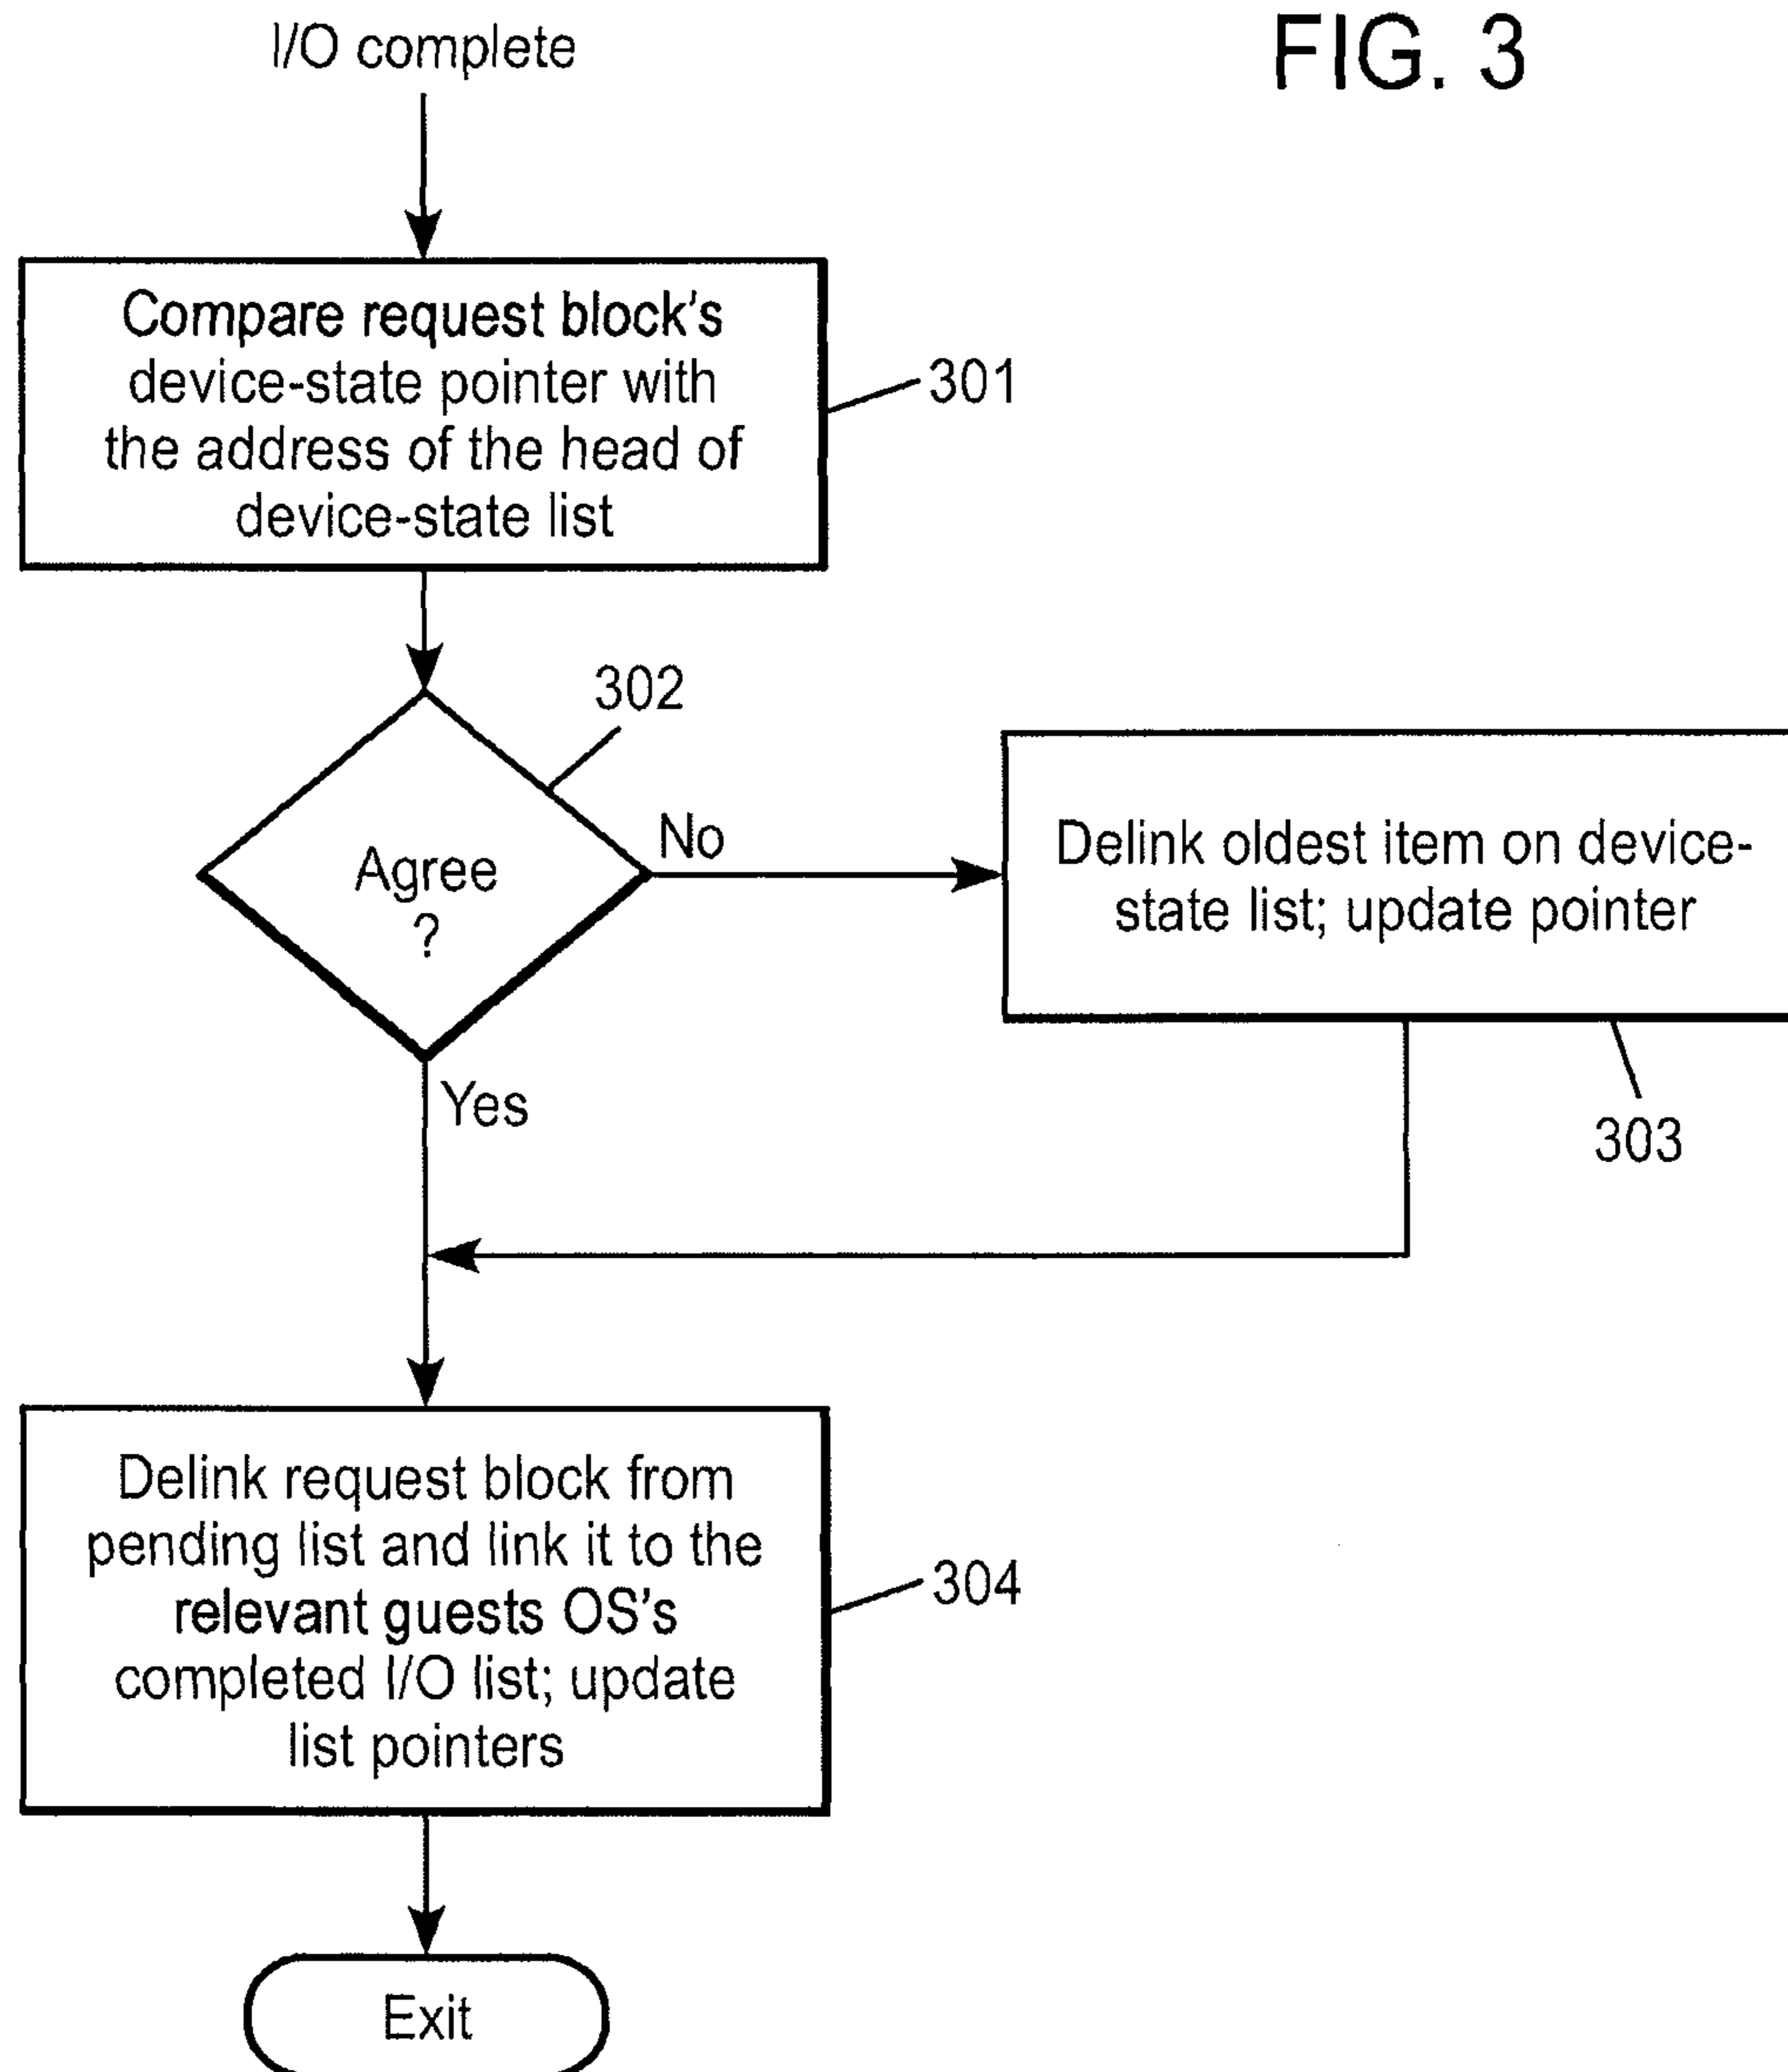 FIG. 3
I/O complete
Compare request block's
device-state pointer with
the address of the head of
device-state list
301
302
Agree
?
No
Yes
Delink oldest item on device-
state list; update pointer
303
Delink request block from
pending list and link it to the
relevant guests OS's
completed I/O list; update
list pointers
304
Exit